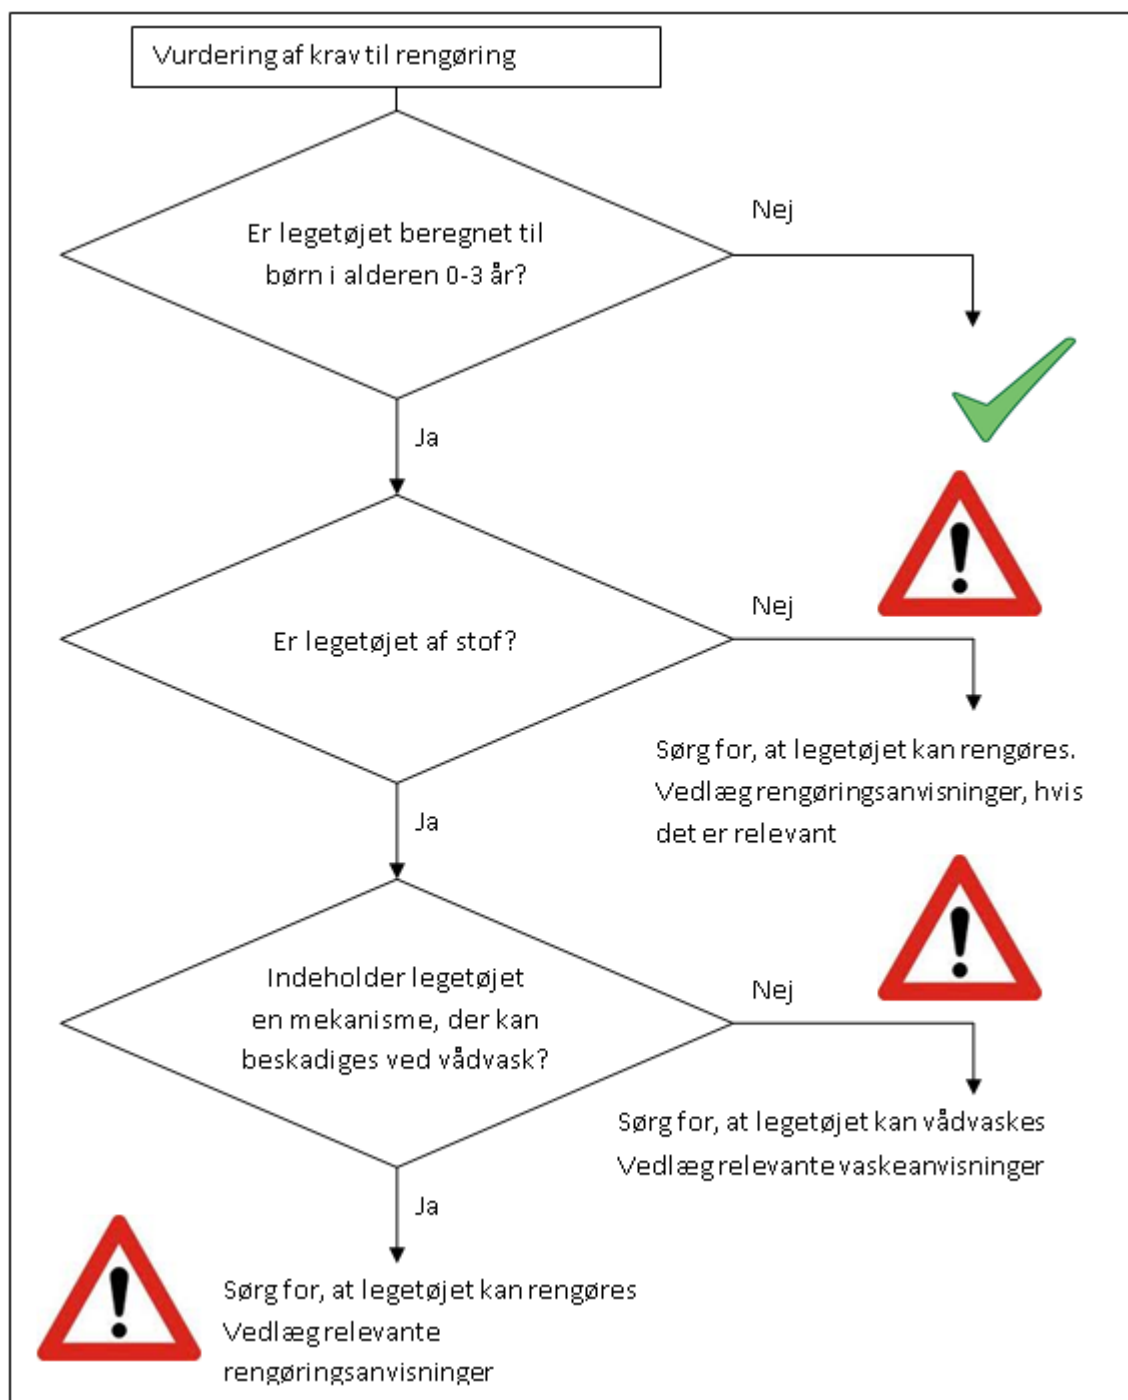 Vurdering af krav til rengøring
Nej
Er legetøjet beregnet til
børn i alderen 0-3 år?
Ja
Nej
Er legetøjet af stof?
Sørg for, at legetøjet kan rengøres.
Vedlæg rengøringsanvisninger, hvis
det er relevant
Ja
Indeholder legetøjet
en mekanisme, der kan
beskadiges ved vådvask?
Nej
Sørg for, at legetøjet kan vådvaskes
Vedlæg relevante vaskeanvisninger
Ja
Sørg for, at legetøjet kan rengøres
Vedlæg relevante
rengøringsanvisninger